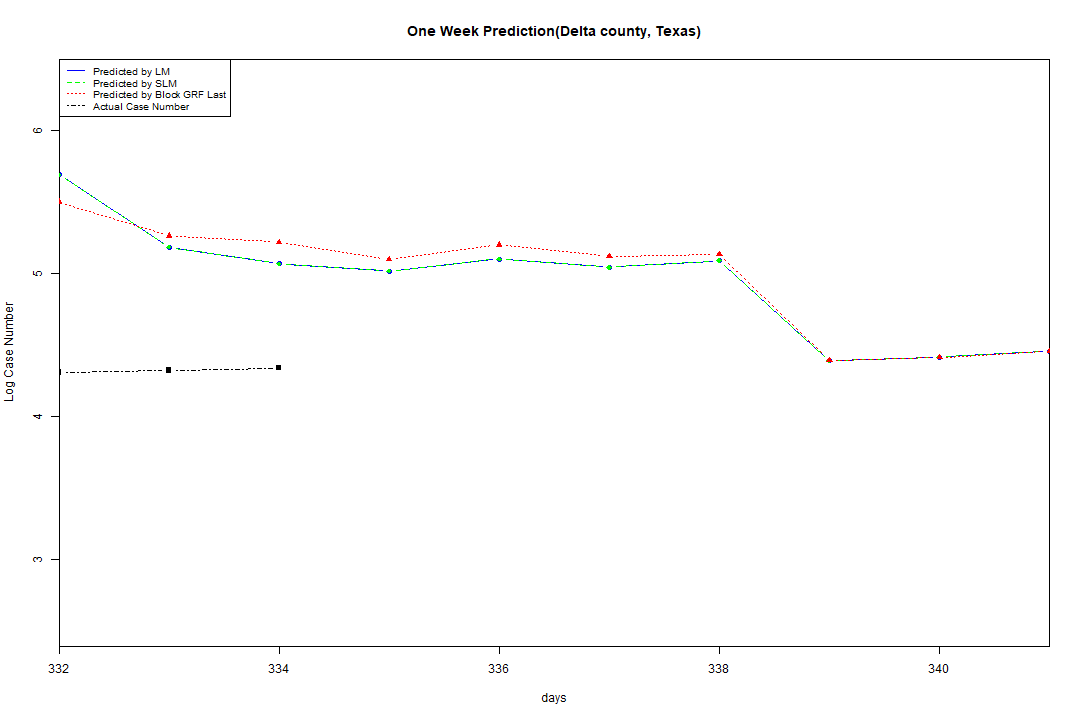 One Week Prediction(Delta county, Texas)
Predicted by LM
Predicted by SLM
Predicted by Block GRF Last
Actual Case Number
6
5
4
3
Log Case Number
332
334
336
338
340
days